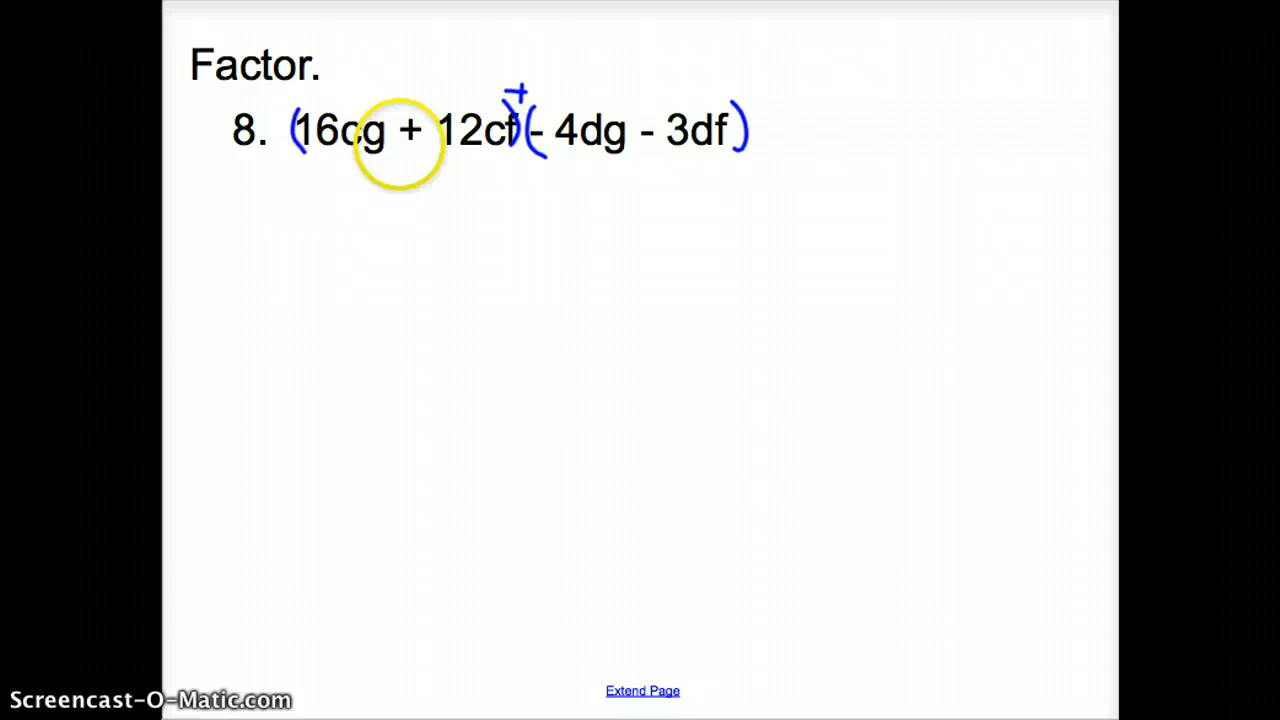 Factor.
8. (16cg + 12cf) + (- 4dg - 3df)
Extend Page
Screencast-O-Matic.com